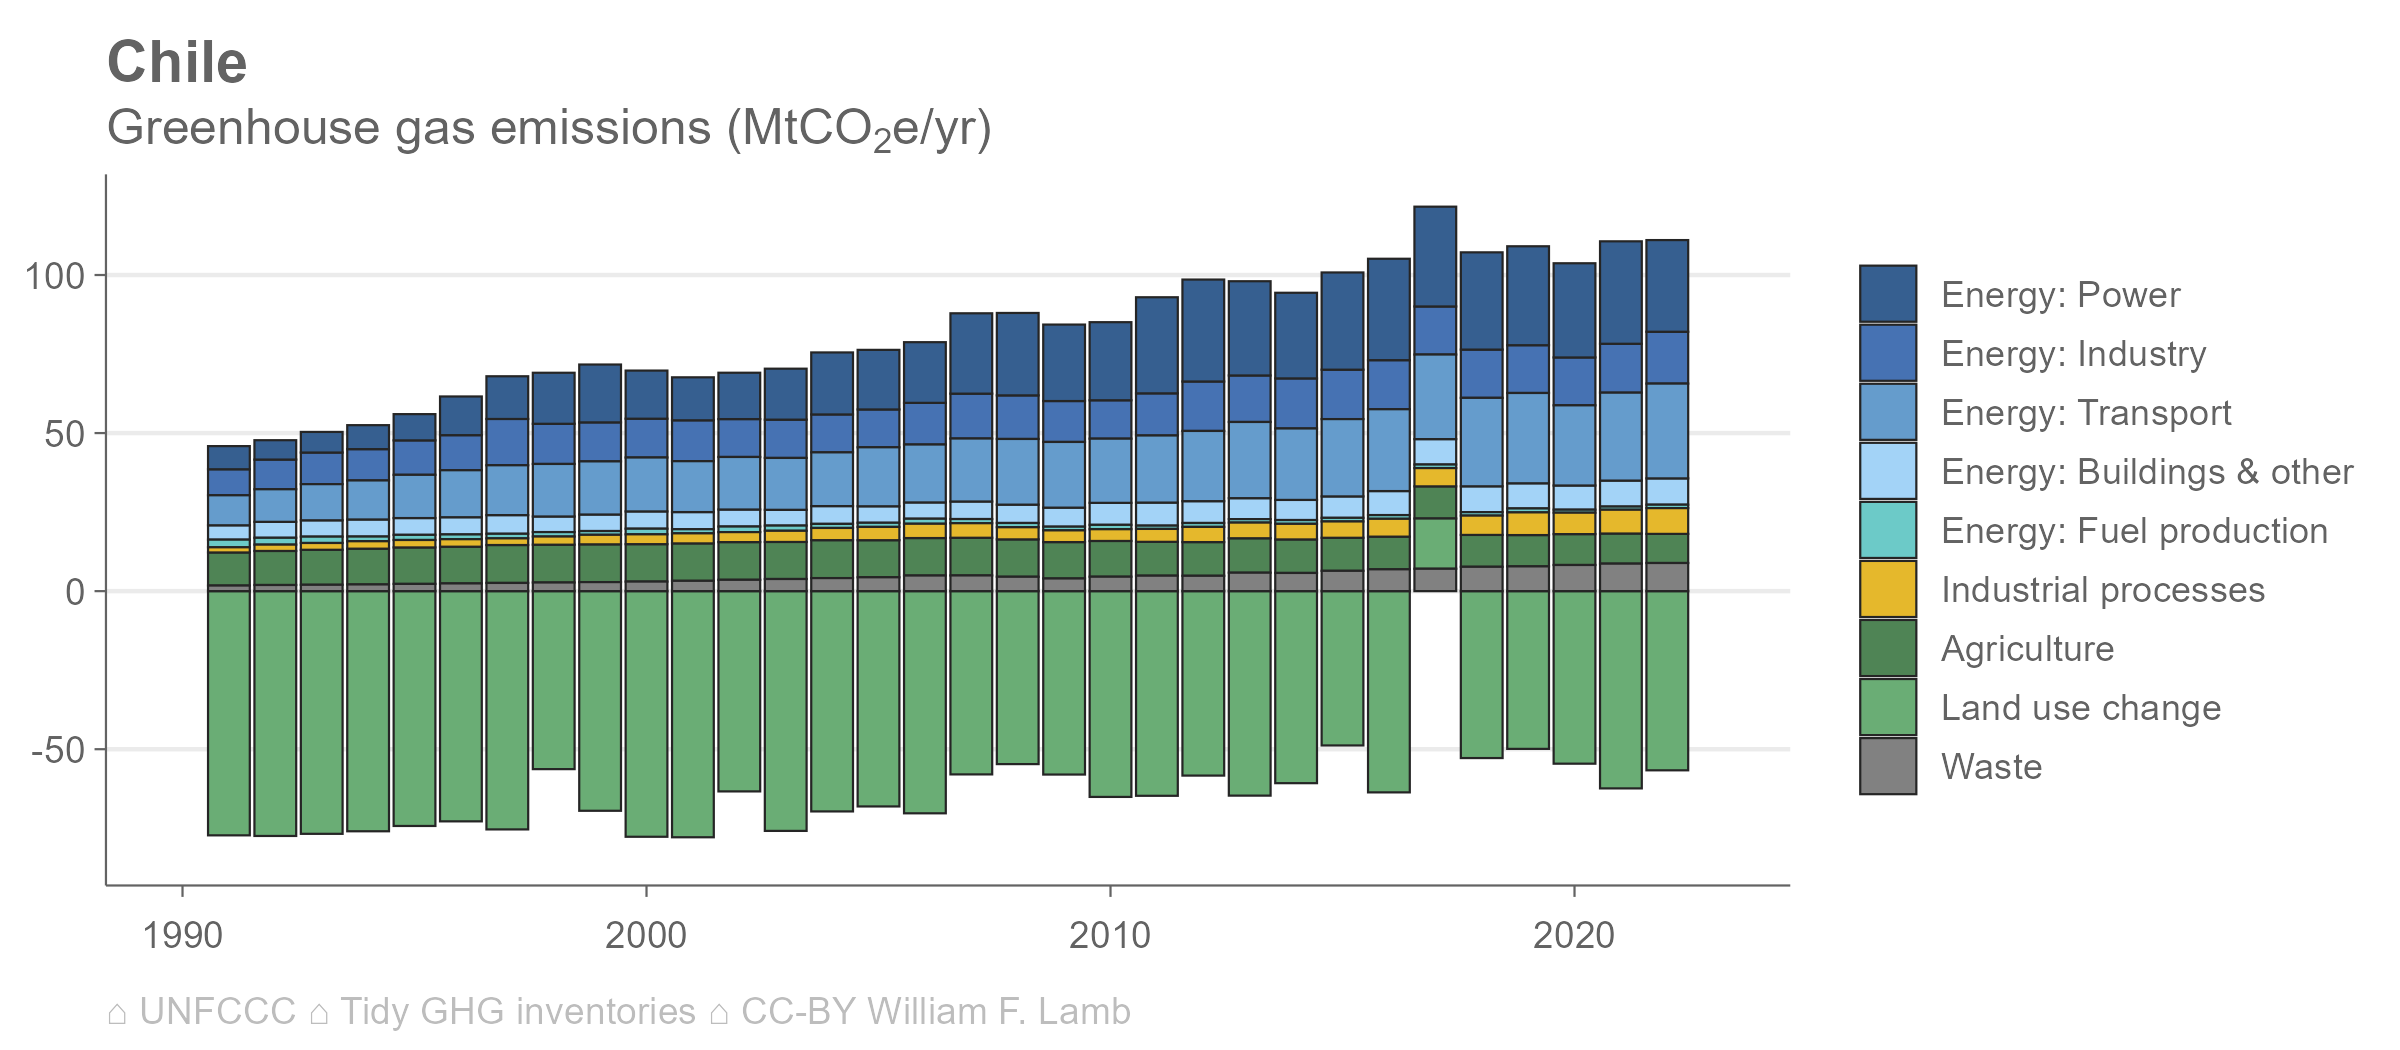 Chile
Greenhouse gas emissions (MtCO₂e/yr)
100
50
0
-50
1990
2000
2010
2020
Energy: Power
Energy: Industry
Energy: Transport
Energy: Buildings & other
Energy: Fuel production
Industrial processes
Agriculture
Land use change
Waste
⌂ UNFCCC ⌂ Tidy GHG inventories ⌂ CC-BY William F. Lamb